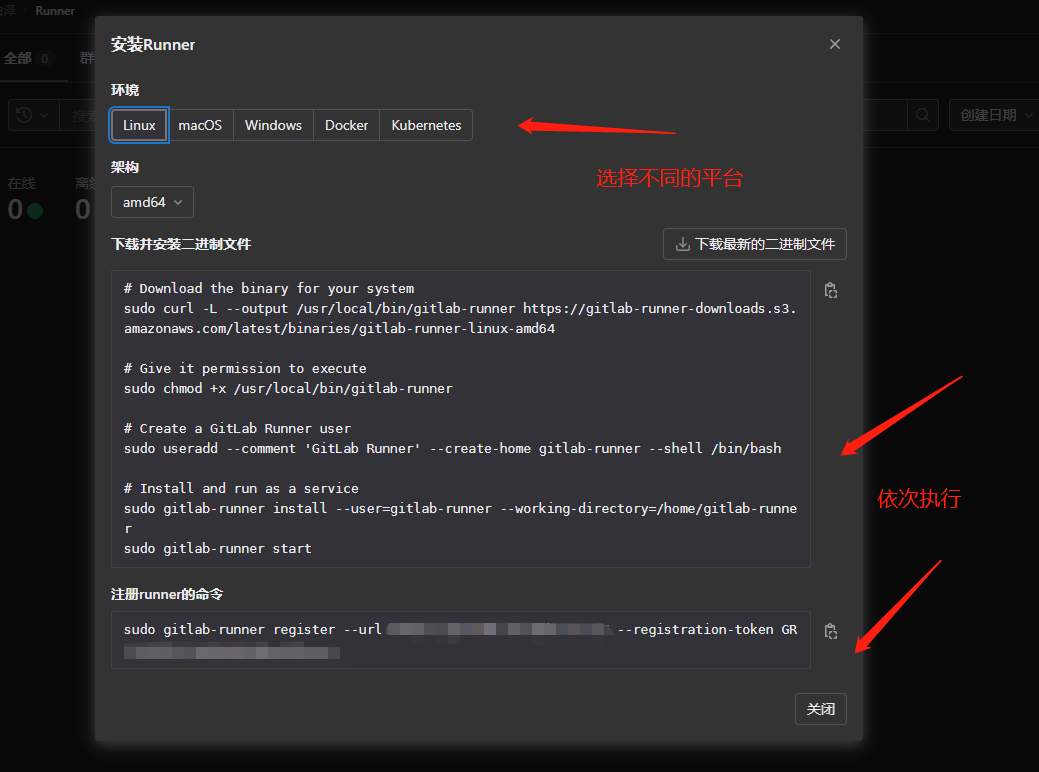 Runner
安装Runner
全部 0 群
环境
Linux macOS Windows Docker Kubernetes
搜索
创建日期
架构
选择不同的平台
在线
0
0
amd64
下载并安装二进制文件
下载最新的二进制文件
# Download the binary for your system
sudo curl -L --output /usr/local/bin/gitlab-runner https://gitlab-runner-downloads.s3.
amazonaws.com/latest/binaries/gitlab-runner-linux-amd64
# Give it permission to execute
sudo chmod +x /usr/local/bin/gitlab-runner
# Create a GitLab Runner user
sudo useradd --comment 'GitLab Runner' --create-home gitlab-runner --shell /bin/bash
依次执行
# Install and run as a service
sudo gitlab-runner install --user=gitlab-runner --working-directory=/home/gitlab-runne
r
sudo gitlab-runner start
注册runner的命令
sudo gitlab-runner register --url --registration-token GR
关闭